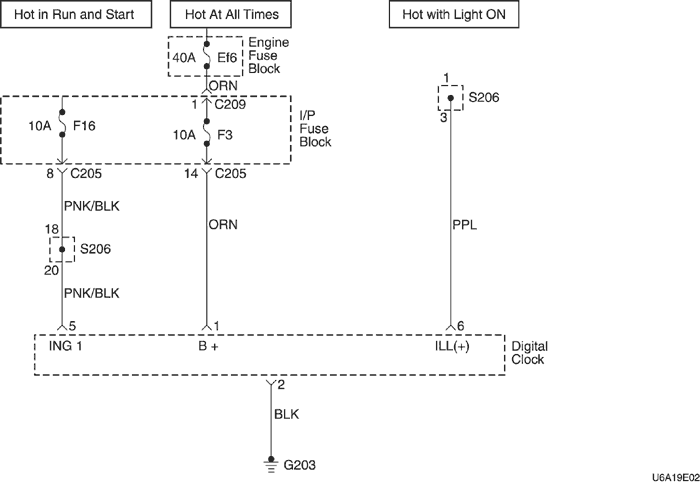 Hot in Run and Start
Hot At All Times
Hot with Light ON
40A Ef6
Engine
Fuse
Block
ORN
1 C209
1
S206
3
10A F16
10A F3
I/P
Fuse
Block
8 C205
14 C205
PNK/BLK
ORN
PPL
18
S206
20
PNK/BLK
5
1
6
ING 1
B +
ILL(+)
Digital
Clock
2
BLK
G203
U6A19E02